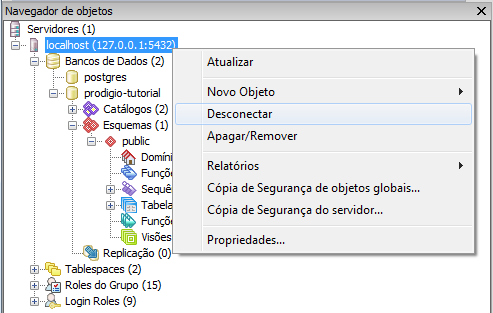 Navegador de objetos
Servidores (1)
localhost (127.0.0.1:5432)
Bancos de Dados (2)
postgres
prodigio-tutorial
Catálogos (2)
Esquemas (1)
public
Domíni
Funçõ
Sequê
Tabela
Funçõ
Visões
Replicação (0)
Tablespaces (2)
Roles do Grupo (15)
Login Roles (9)
Atualizar
Novo Objeto
Desconectar
Apagar/Remover
Relatórios
Cópia de Segurança de objetos globais...
Cópia de Segurança do servidor...
Propriedades...